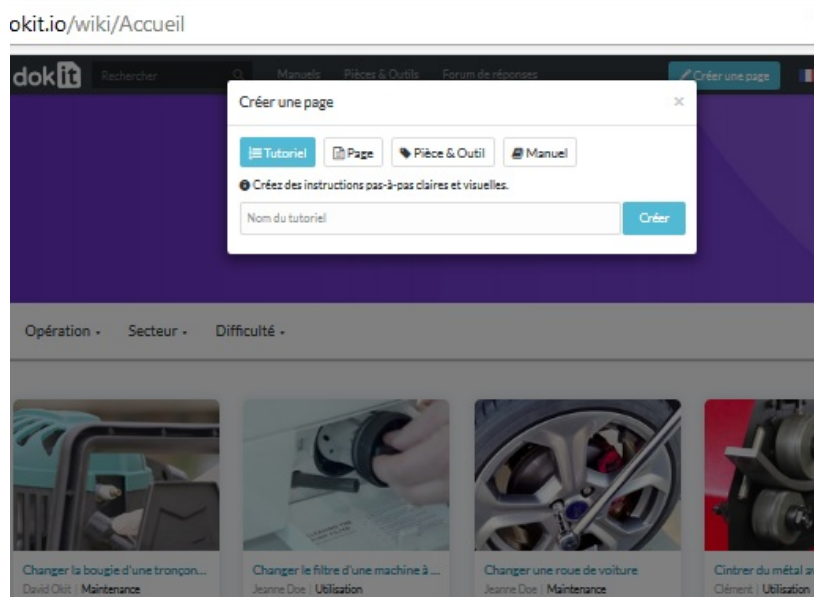 okit.io/wiki/Accueil
dokit Rechercher Manuels Pièces & Outils Forum de réponses Créer une page
Créer une page ×
Tutoriel Page Pièce & Outil Manuel
Créez des instructions pas-à-pas claires et visuelles.
Nom du tutoriel Créer
Opération Secteur Difficulté
Changer la bougie d'une tronçon... Changer le filtre d'une machine à ... Changer une roue de voiture Cintrer du métal av
David Okit | Maintenance Jeanne Doe | Utilisation Jeanne Doe | Maintenance Clément | Utilisation